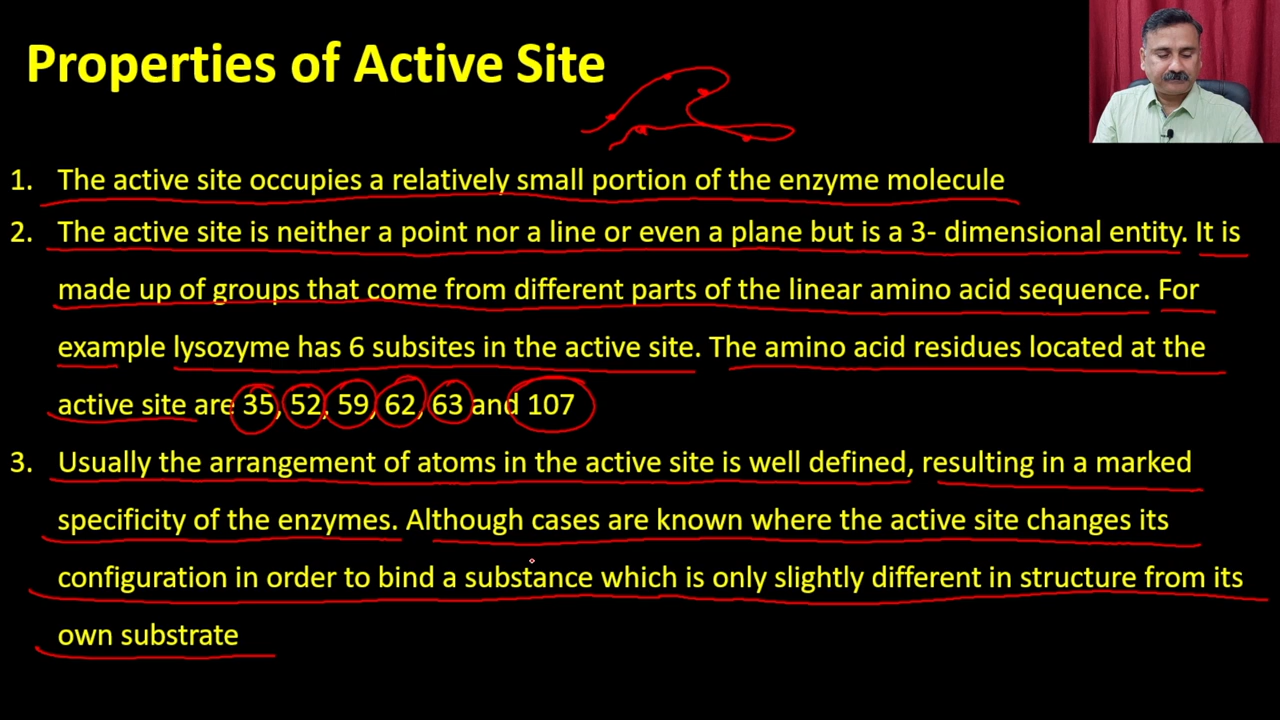 Properties of Active Site
1. The active site occupies a relatively small portion of the enzyme molecule
2. The active site is neither a point nor a line or even a plane but is a 3- dimensional entity. It is
made up of groups that come from different parts of the linear amino acid sequence. For
example lysozyme has 6 subsites in the active site. The amino acid residues located at the
active site are 35, 52, 59, 62, 63 and 107
3. Usually the arrangement of atoms in the active site is well defined, resulting in a marked
specificity of the enzymes. Although cases are known where the active site changes its
configuration in order to bind a substance which is only slightly different in structure from its
own substrate